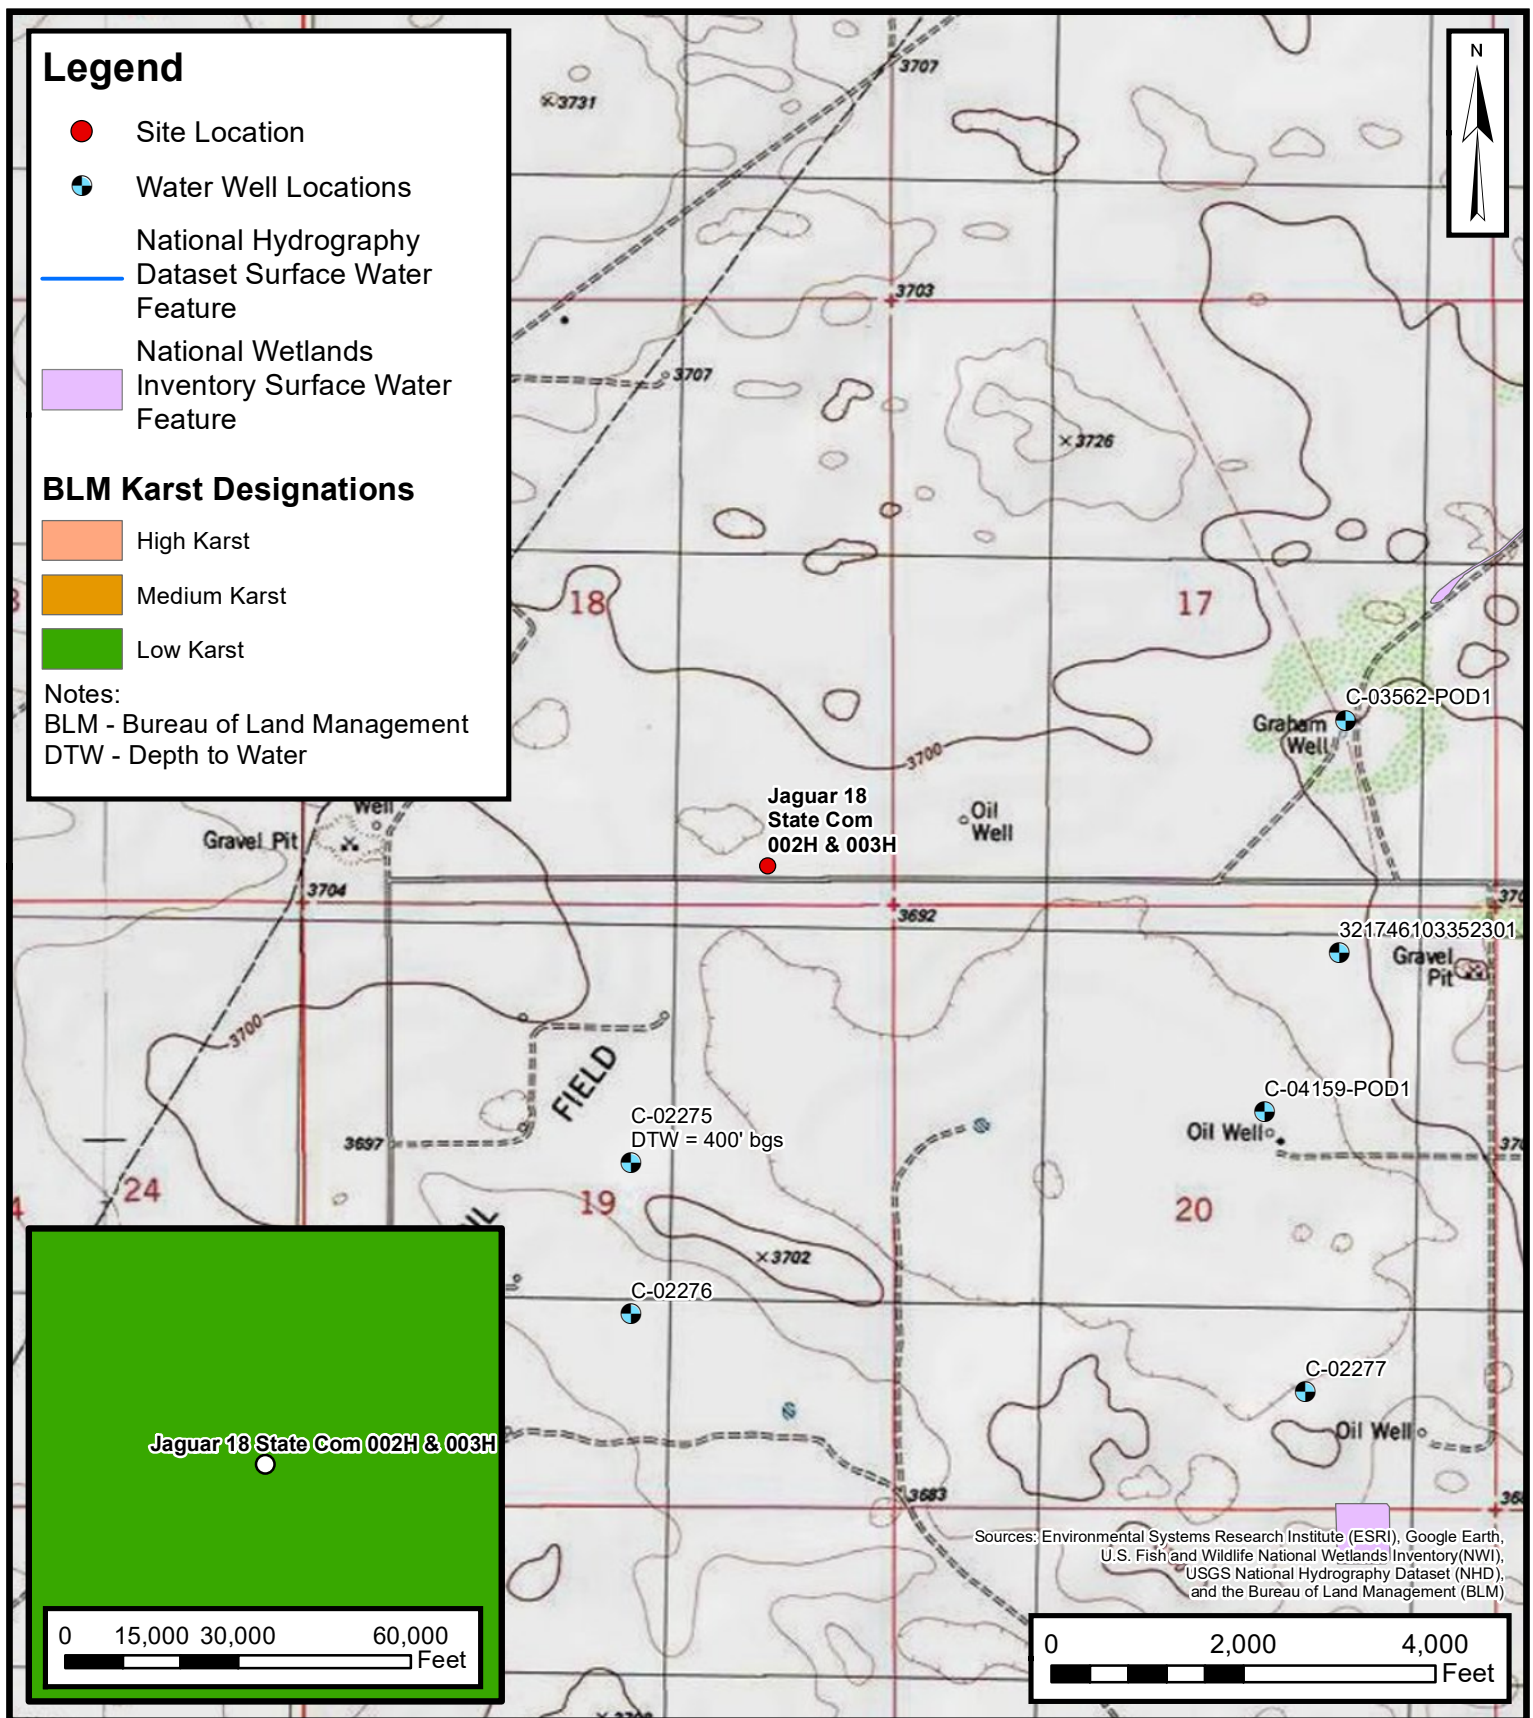 Legend
Site Location
Water Well Locations
National Hydrography
Dataset Surface Water
Feature
National Wetlands
Inventory Surface Water
Feature
BLM Karst Designations
High Karst
Medium Karst
Low Karst
Notes:
BLM - Bureau of Land Management
DTW - Depth to Water
N
3707
3731
3703
3707
3726
18
17
C-03562-POD1
Graham
Well
3700
Jaguar 18
State Com
002H & 003H
Oil
Well
Well
Gravel Pit
3704
3692
321746103352301
Gravel
Pit
3700
FIELD
C-02275
DTW = 400' bgs
C-04159-POD1
Oil Well
3697
24
19
20
3702
C-02276
C-02277
Oil Well
Jaguar 18 State Com 002H & 003H
3683
Sources: Environmental Systems Research Institute (ESRI), Google Earth,
U.S. Fish and Wildlife National Wetlands Inventory(NWI),
USGS National Hydrography Dataset (NHD),
and the Bureau of Land Management (BLM)
0 15,000 30,000 60,000
Feet
0 2,000 4,000
Feet